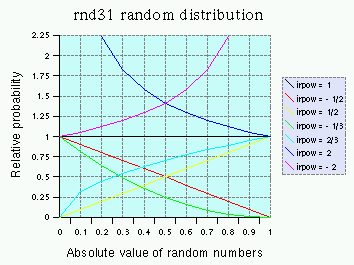 rnd31 random distribution
Relative probability
2.25
2
1.75
1.5
1.25
1
0.75
0.5
0.25
0
0 0.1 0.2 0.3 0.4 0.5 0.6 0.7 0.8 0.9 1
Absolute value of random numbers
irpow = 1
irpow = - 1/2
irpow = 1/2
irpow = - 1/3
irpow = 2/3
irpow = 2
irpow = - 2